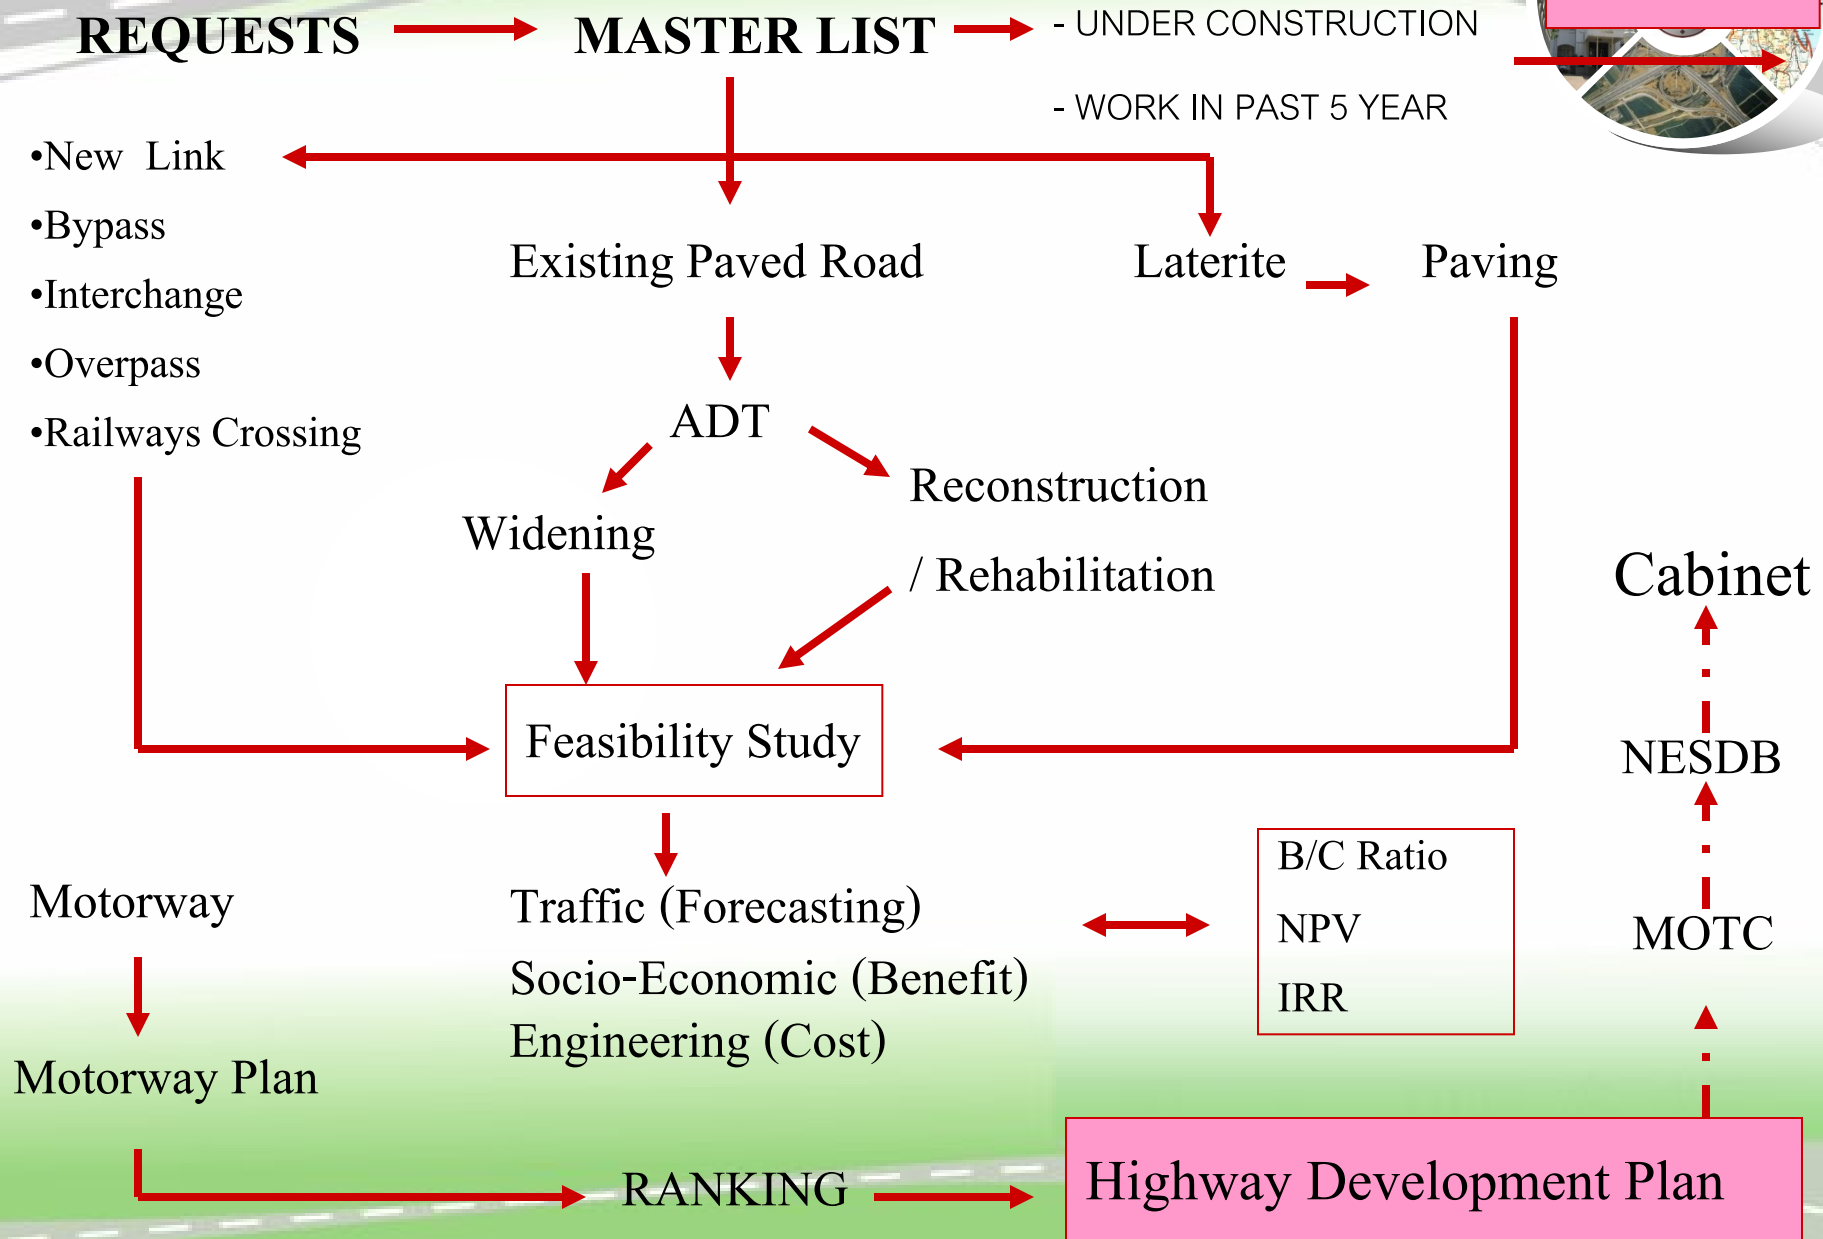 REQUESTS
MASTER LIST
- UNDER CONSTRUCTION
- WORK IN PAST 5 YEAR
•New Link
•Bypass
•Interchange
•Overpass
•Railways Crossing
Existing Paved Road
Laterite
Paving
ADT
Widening
Reconstruction
/ Rehabilitation
Feasibility Study
Cabinet
NESDB
MOTC
Traffic (Forecasting)
Socio-Economic (Benefit)
Engineering (Cost)
B/C Ratio
NPV
IRR
Motorway
Motorway Plan
RANKING
Highway Development Plan